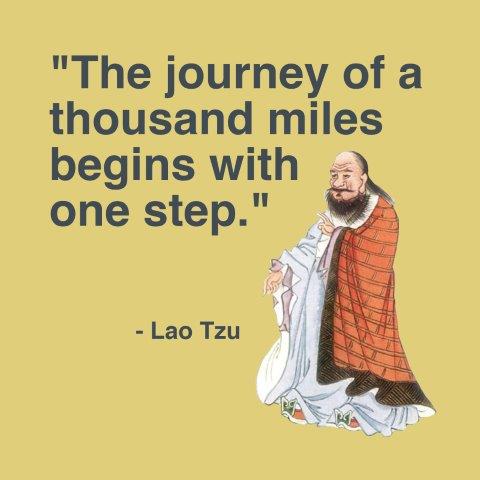 "The journey of a
thousand miles
begins with
one step."
- Lao Tzu